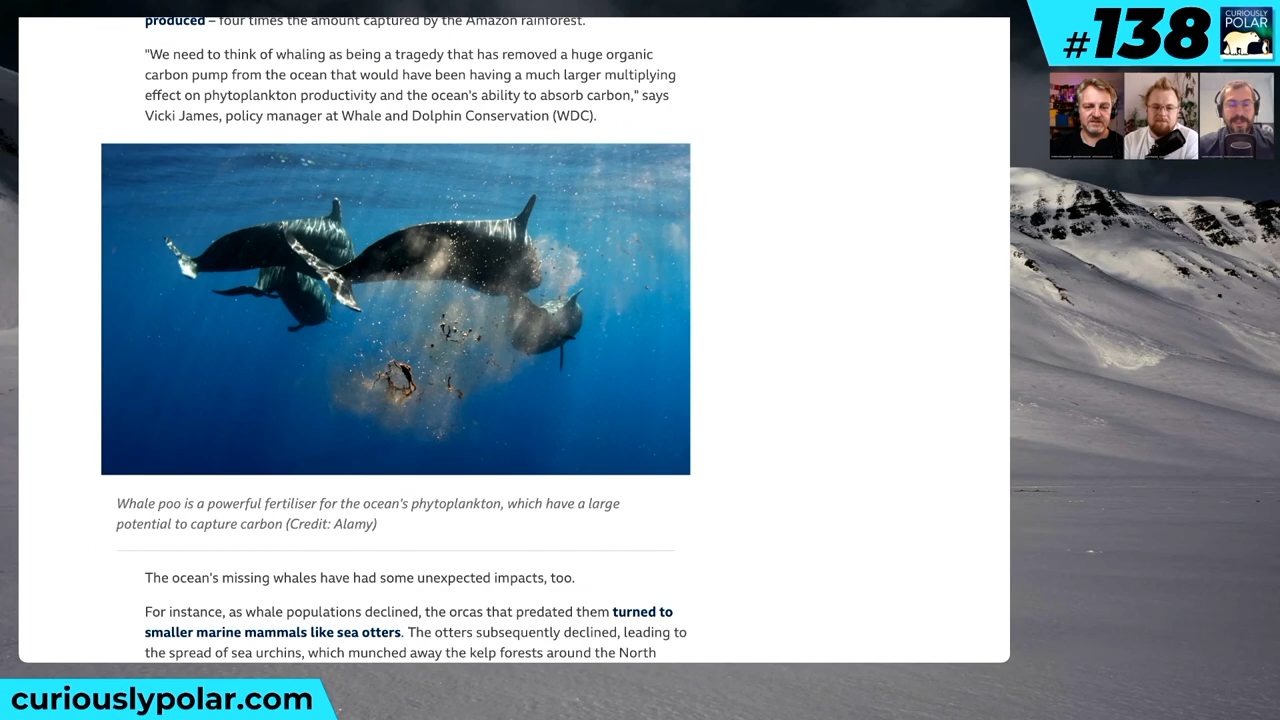 produced – four times the amount captured by the Amazon rainforest.
"We need to think of whaling as being a tragedy that has removed a huge organic
carbon pump from the ocean that would have been having a much larger multiplying
effect on phytoplankton productivity and the ocean's ability to absorb carbon," says
Vicki James, policy manager at Whale and Dolphin Conservation (WDC).
Whale poo is a powerful fertiliser for the ocean's phytoplankton, which have a large
potential to capture carbon (Credit: Alamy)
The ocean's missing whales have had some unexpected impacts, too.
For instance, as whale populations declined, the orcas that predated them turned to
smaller marine mammals like sea otters. The otters subsequently declined, leading to
the spread of sea urchins, which munched away the kelp forests around the North
#138
CURIOUSLY
POLAR
curiouslypolar.com